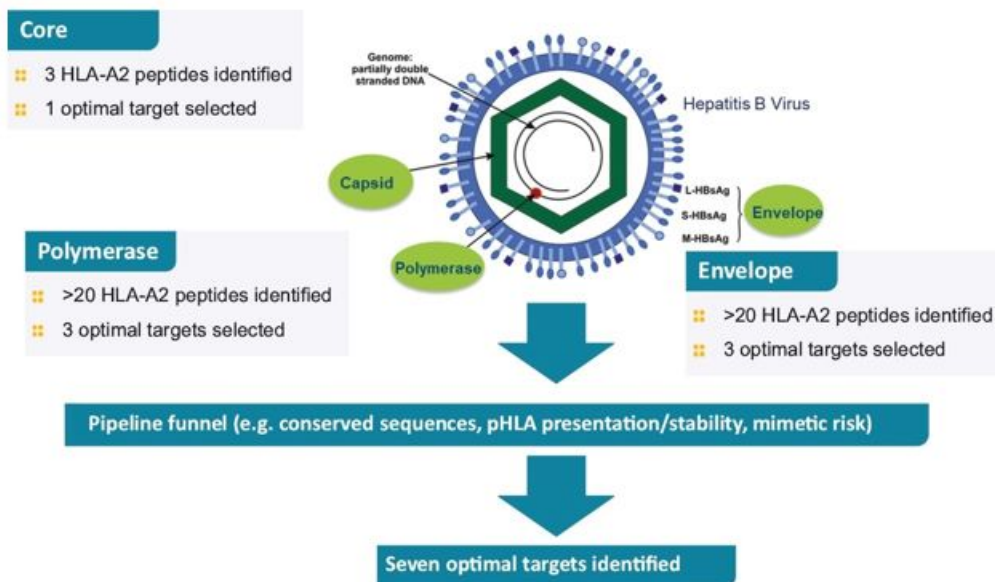 Core
3 HLA-A2 peptides identified
1 optimal target selected
Genome:
partially double
stranded DNA
Hepatitis B Virus
Capsid
L-HBsAg
S-HBsAg
M-HBsAg
Envelope
Polymerase
Polymerase
>20 HLA-A2 peptides identified
3 optimal targets selected
Envelope
>20 HLA-A2 peptides identified
3 optimal targets selected
Pipeline funnel (e.g. conserved sequences, pHLA presentation/stability, mimetic risk)
Seven optimal targets identified